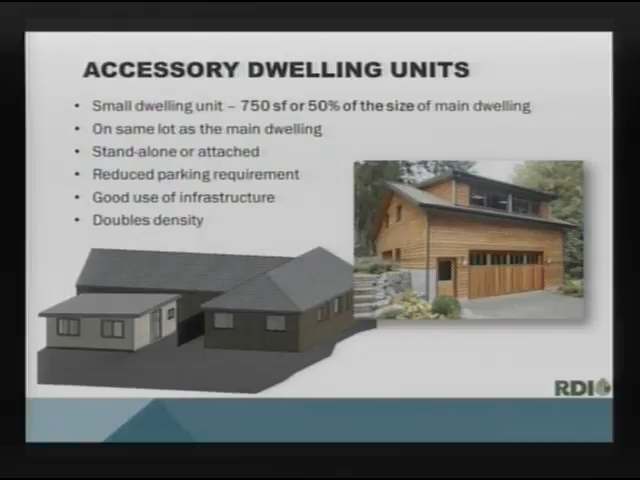 ACCESSORY DWELLING UNITS
• Small dwelling unit – 750 sf or 50% of the size of main dwelling
• On same lot as the main dwelling
• Stand-alone or attached
• Reduced parking requirement
• Good use of infrastructure
• Doubles density
RDI